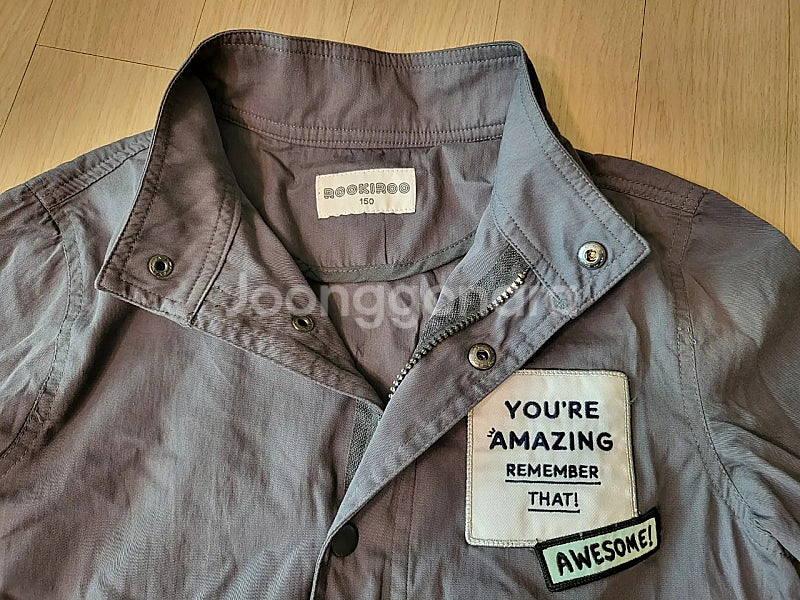 ROOKIROO
150
Joonggonara
YOU'RE
AMAZING
REMEMBER
THAT!
AWESOME!